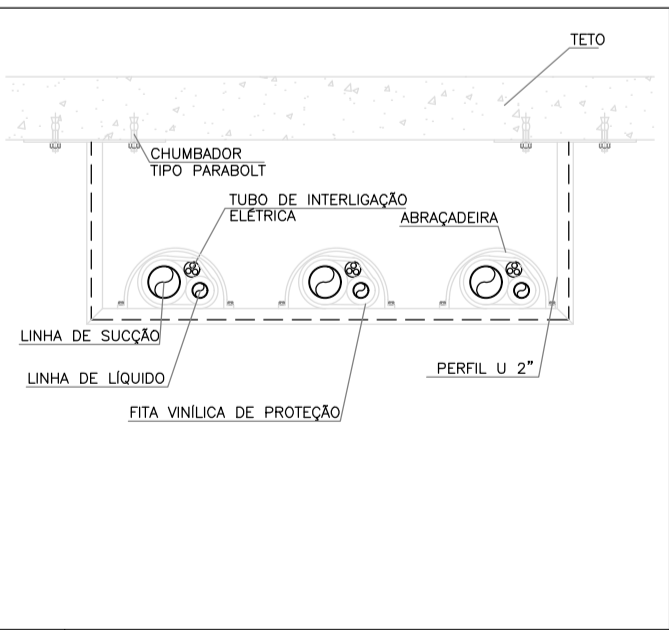 TETO
CHUMBADOR
TIPO PARABOLT
TUBO DE INTERLIGAÇÃO
ELÉTRICA
ABRAÇADEIRA
LINHA DE SUCÇÃO
LINHA DE LÍQUIDO
PERFIL U 2"
FITA VINÍLICA DE PROTEÇÃO